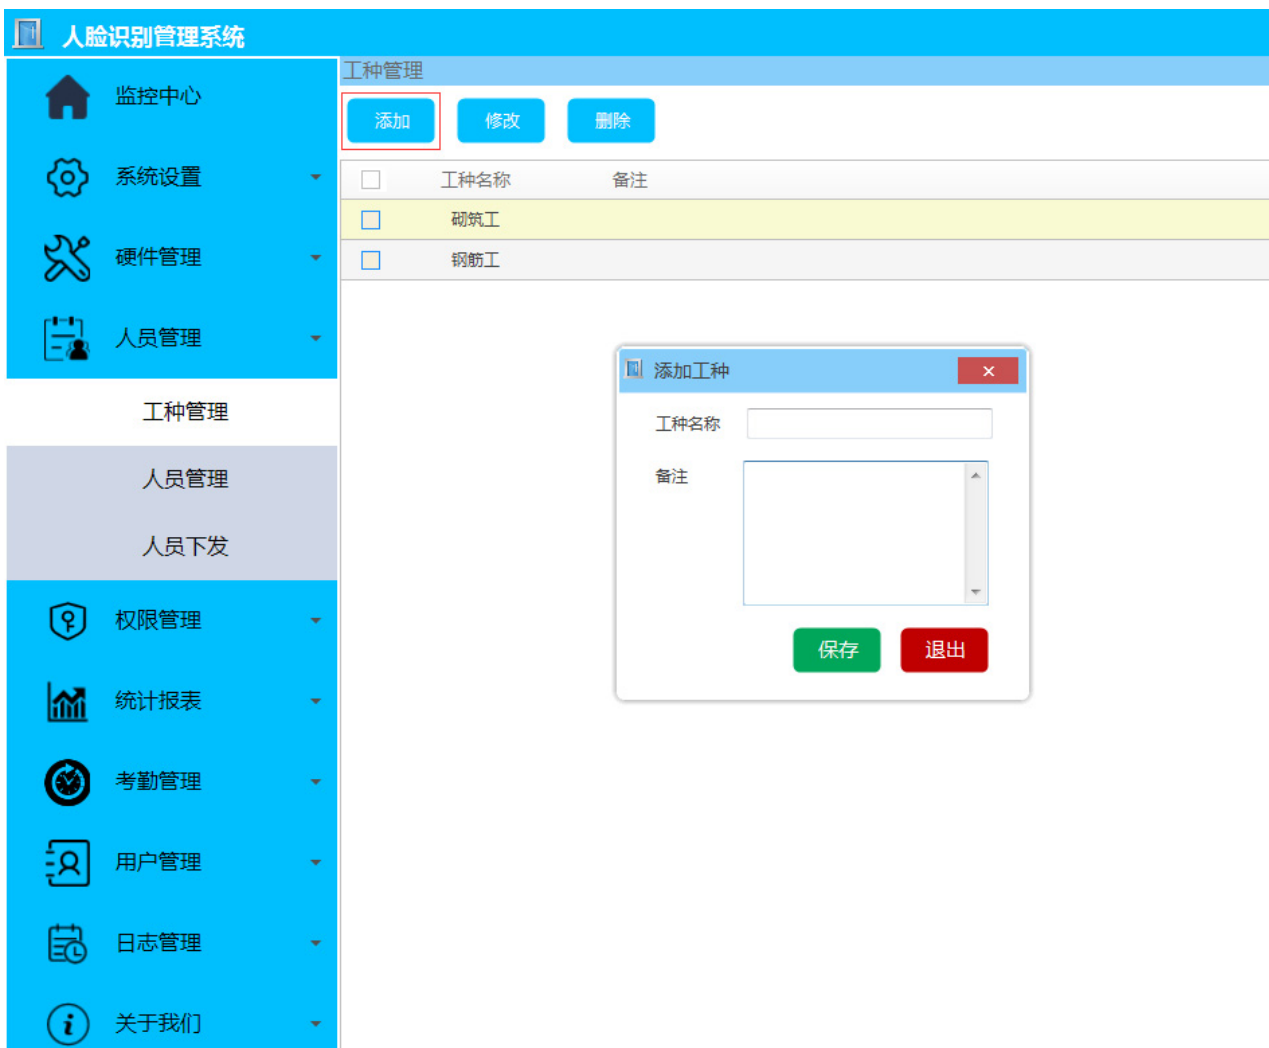 人脸识别管理系统
监控中心
系统设置
硬件管理
人员管理
工种管理
人员管理
人员下发
权限管理
统计报表
考勤管理
用户管理
日志管理
关于我们
工种管理
添加 修改 删除
工种名称 备注
砌筑工
钢筋工
添加工种
工种名称
备注
保存 退出